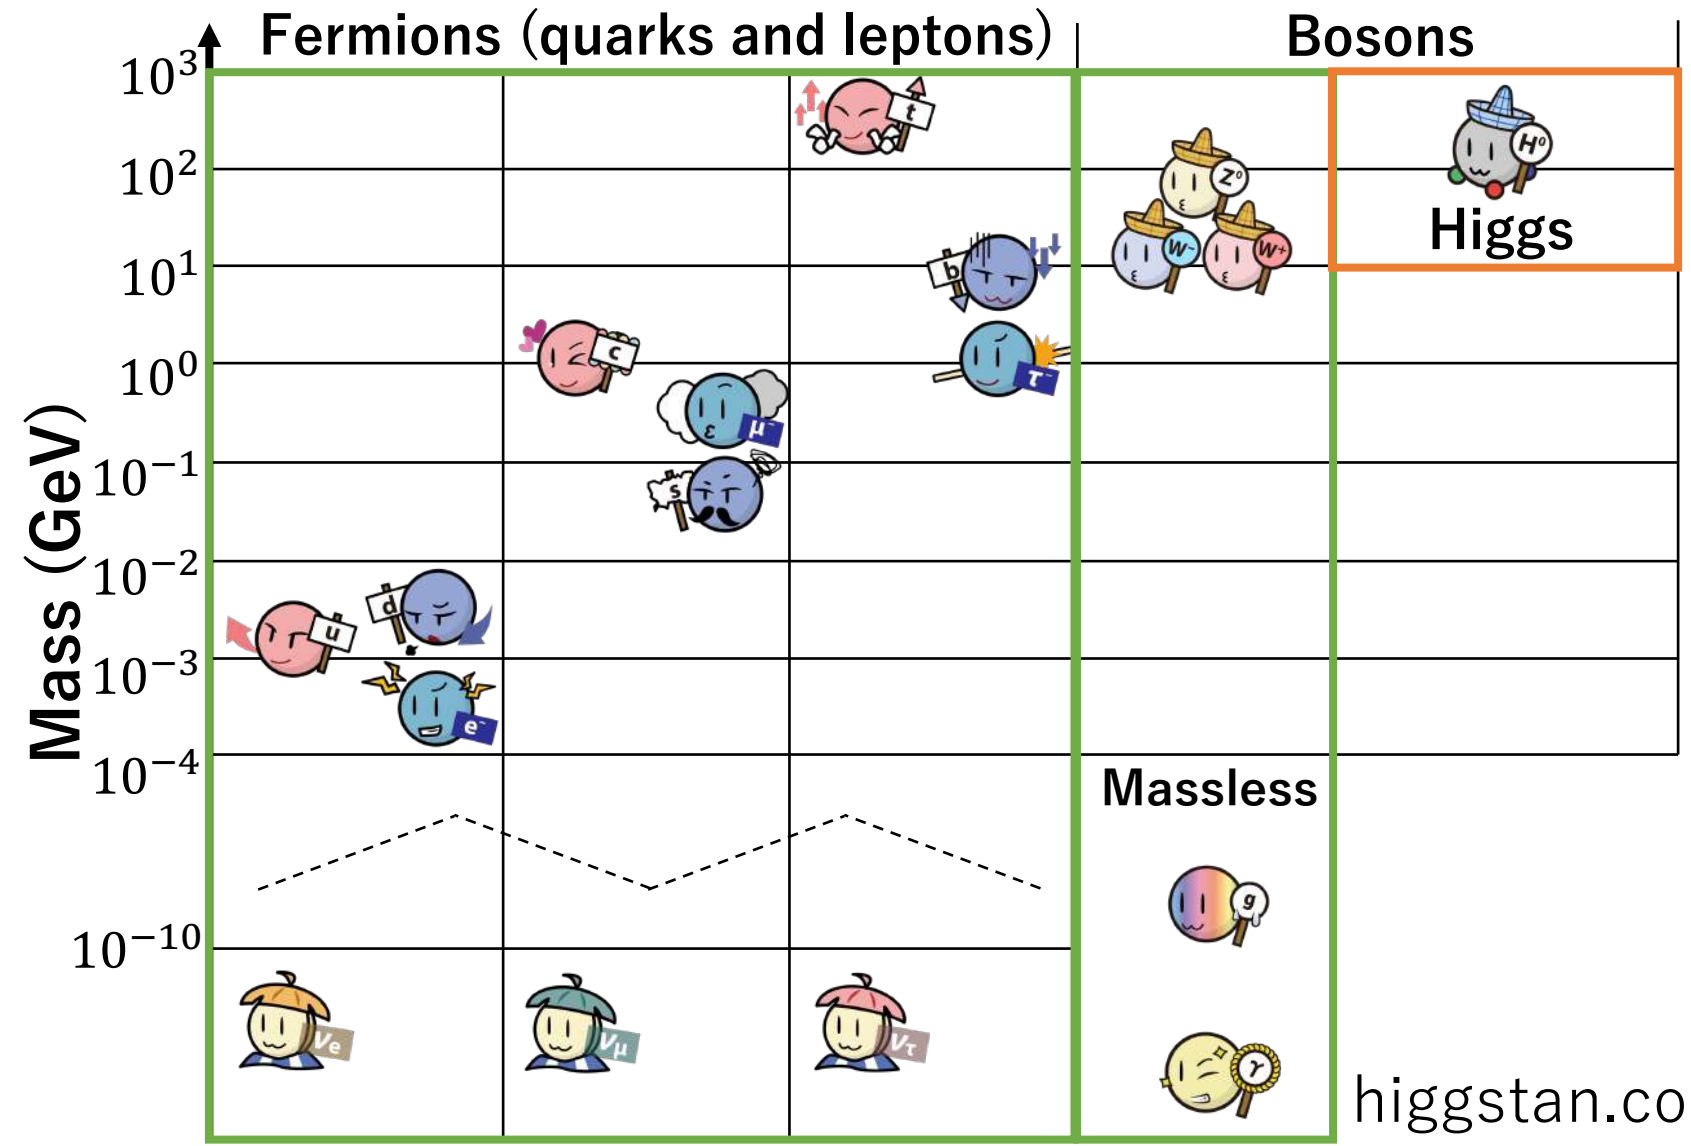 Fermions (quarks and leptons)
Bosons
Mass (GeV)
10³
10²
10¹
10⁰
10⁻¹
10⁻²
10⁻³
10⁻⁴
10⁻¹⁰
t
Z⁰
H⁰
W⁻
W⁺
Higgs
b
c
τ⁻
μ⁻
s
d
u
e⁻
Massless
g
νe
νμ
ντ
γ
higgstan.co